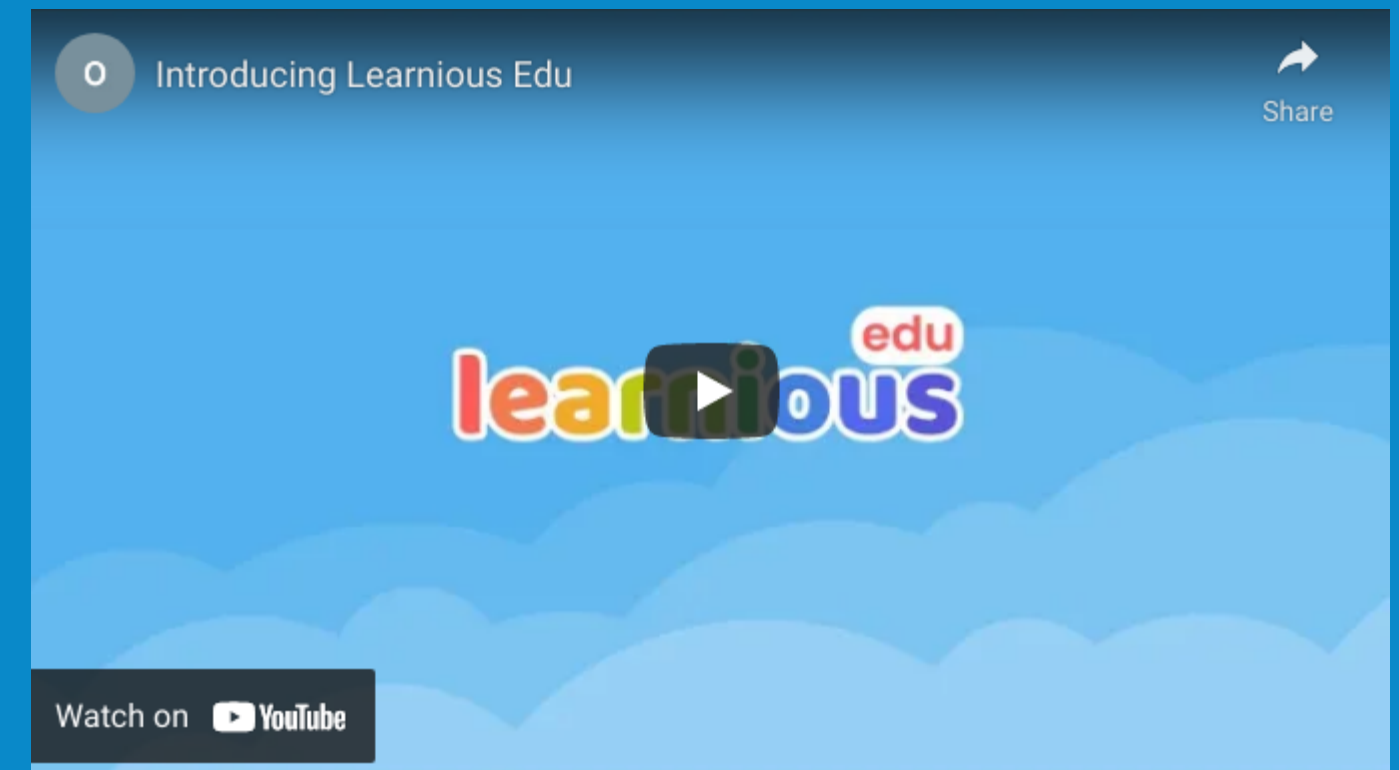 O
Introducing Learnious Edu
Share
edu
learnious
Watch on YouTube